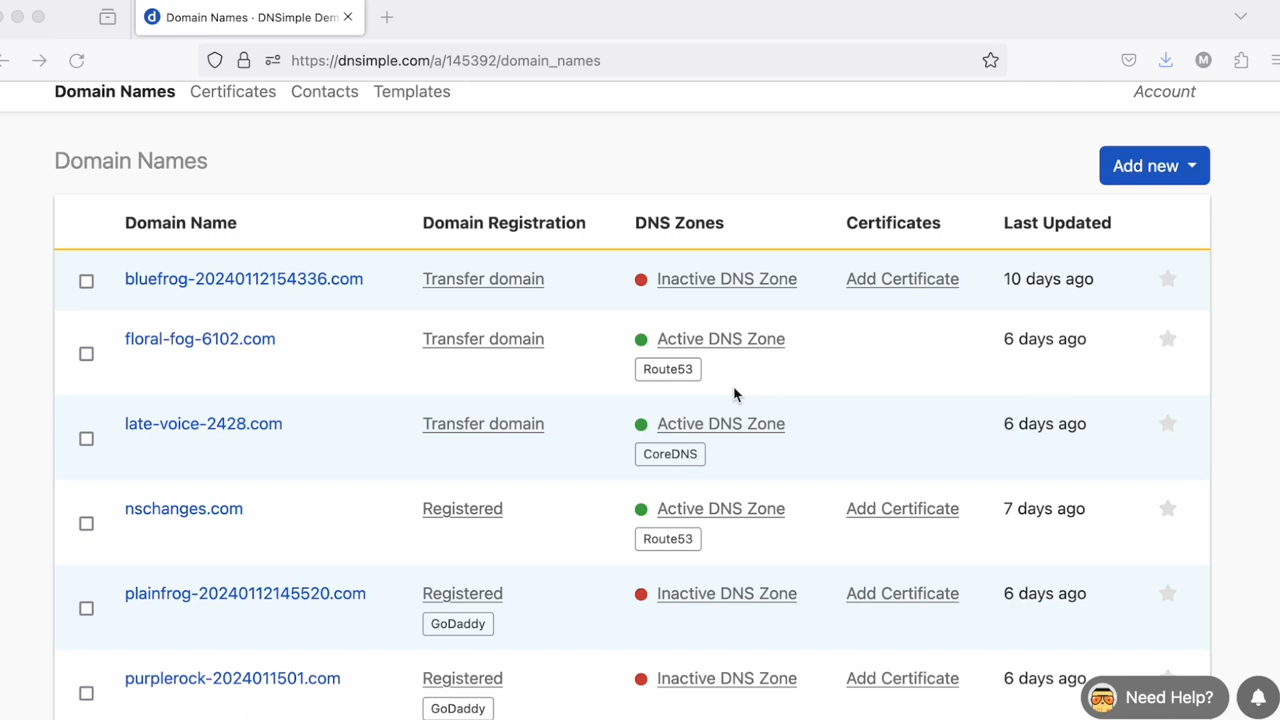 Domain Names · DNSimple Dem
https://dnsimple.com/a/145392/domain_names
M
Domain Names Certificates Contacts Templates Account
Domain Names
Add new
Domain Name Domain Registration DNS Zones Certificates Last Updated
bluefrog-20240112154336.com Transfer domain Inactive DNS Zone Add Certificate 10 days ago
floral-fog-6102.com Transfer domain Active DNS Zone 6 days ago
Route53
late-voice-2428.com Transfer domain Active DNS Zone 6 days ago
CoreDNS
nschanges.com Registered Active DNS Zone Add Certificate 7 days ago
Route53
plainfrog-20240112145520.com Registered Inactive DNS Zone Add Certificate 6 days ago
GoDaddy
purplerock-2024011501.com Registered Inactive DNS Zone Add Certificate 6 days ago
GoDaddy
Need Help?